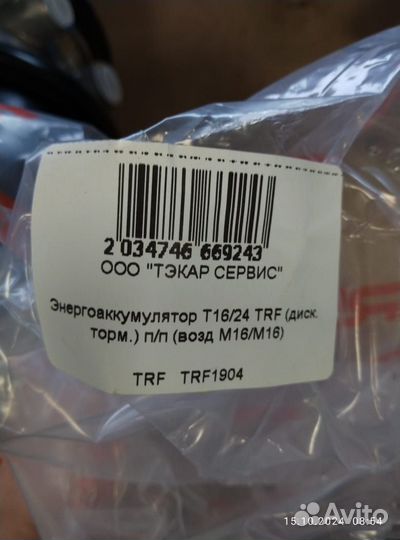 2 034746 669243
ООО "ТЭКАР СЕРВИС"
Энергоаккумулятор Т16/24 TRF (диск.
торм.) п/п (возд М16/М16)
TRF TRF1904
15.10.2024 08:54
Avito